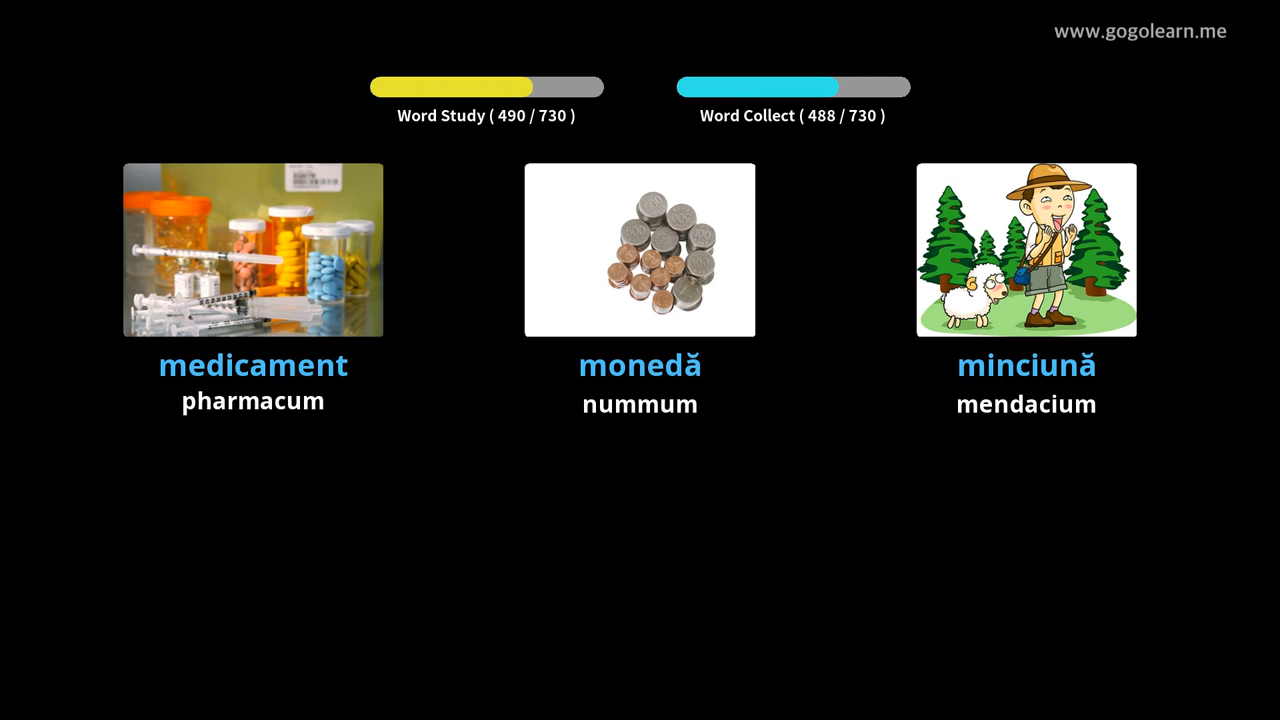 www.gogolearn.me
Word Study ( 490 / 730 )
Word Collect ( 488 / 730 )
medicament
pharmacum
monedă
nummum
minciună
mendacium